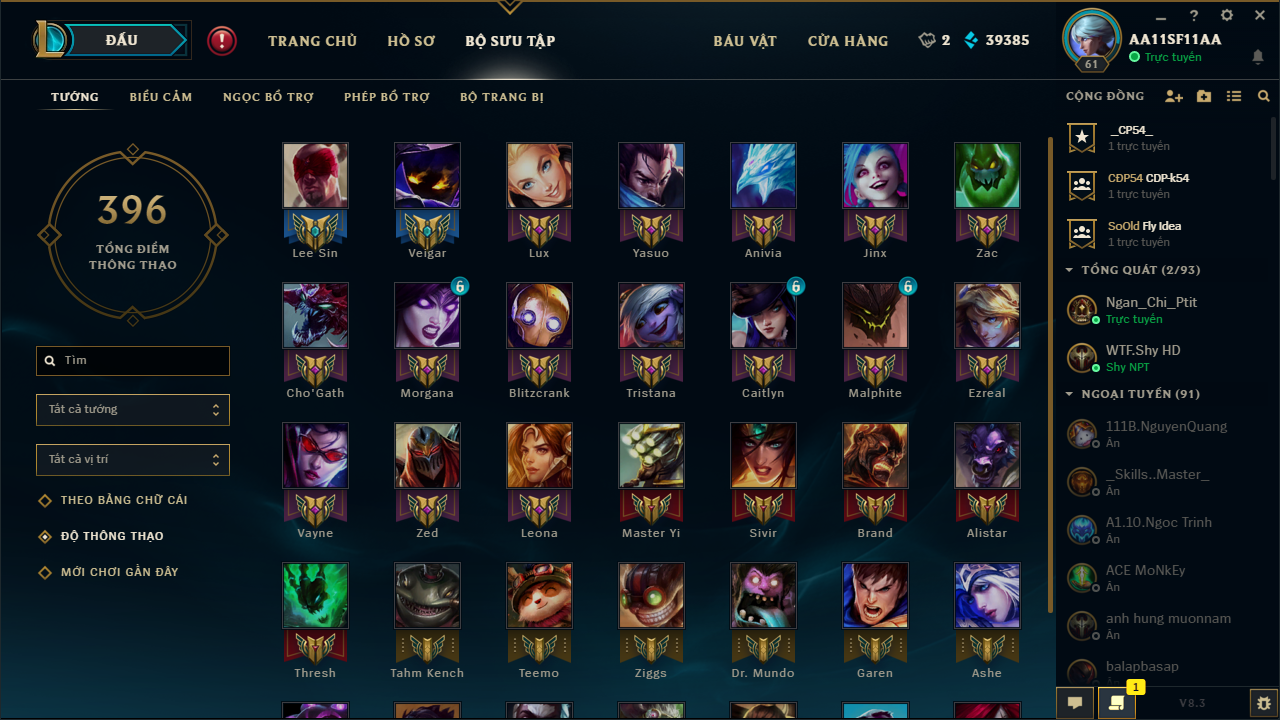 ĐẤU
TRANG CHỦ
HỒ SƠ
BỘ SƯU TẬP
BÁU VẬT
CỬA HÀNG
2
39385
61
AA11SF11AA
Trực tuyến
TƯỚNG
BIỂU CẢM
NGỌC BỔ TRỢ
PHÉP BỔ TRỢ
BỘ TRANG BỊ
396
TỔNG ĐIỂM
THÔNG THẠO
Tìm
Tất cả tướng
Tất cả vị trí
THEO BẢNG CHỮ CÁI
ĐỘ THÔNG THẠO
MỚI CHƠI GẦN ĐÂY
Lee Sin
Veigar
Lux
Yasuo
Anivia
Jinx
Zac
6
6
6
Cho'Gath
Morgana
Blitzcrank
Tristana
Caitlyn
Malphite
Ezreal
Vayne
Zed
Leona
Master Yi
Sivir
Brand
Alistar
Thresh
Tahm Kench
Teemo
Ziggs
Dr. Mundo
Garen
Ashe
CỘNG ĐỒNG
_CP54_
1 trực tuyến
CĐP54 CDP-k54
1 trực tuyến
SoOld Fly Idea
1 trực tuyến
TỔNG QUÁT (2/93)
Ngan_Chi_Ptit
Trực tuyến
WTF.Shy HD
Shy NPT
NGOẠI TUYẾN (91)
111B.NguyenQuang
Ẩn
_Skills..Master_
Ẩn
A1.10.Ngoc Trinh
Ẩn
ACE MoNkEy
Ẩn
anh hung muonnam
Ẩn
balapbasap
Ẩn
1
V8.3